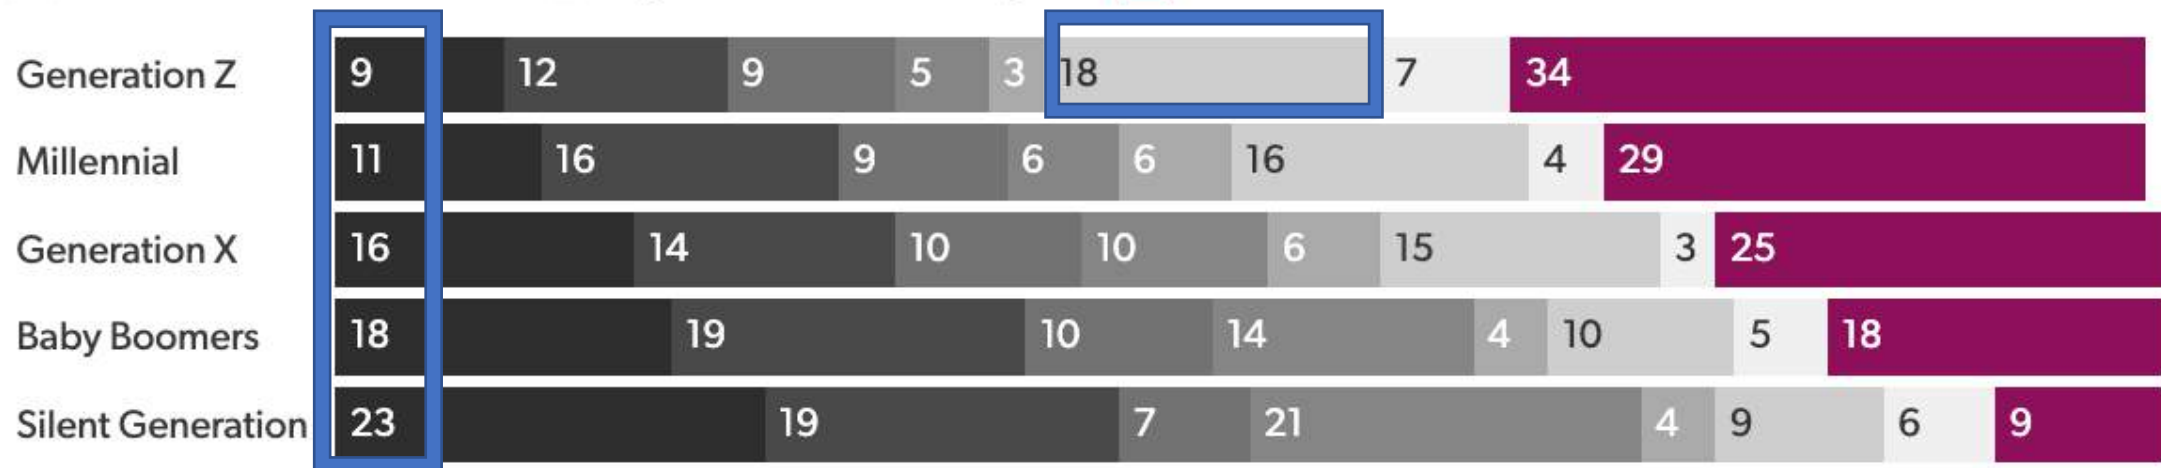 Generation Z 9 12 9 5 3 18 7 34
Millennial 11 16 9 6 6 16 4 29
Generation X 16 14 10 10 6 15 3 25
Baby Boomers 18 19 10 14 4 10 5 18
Silent Generation 23 19 7 21 4 9 6 9